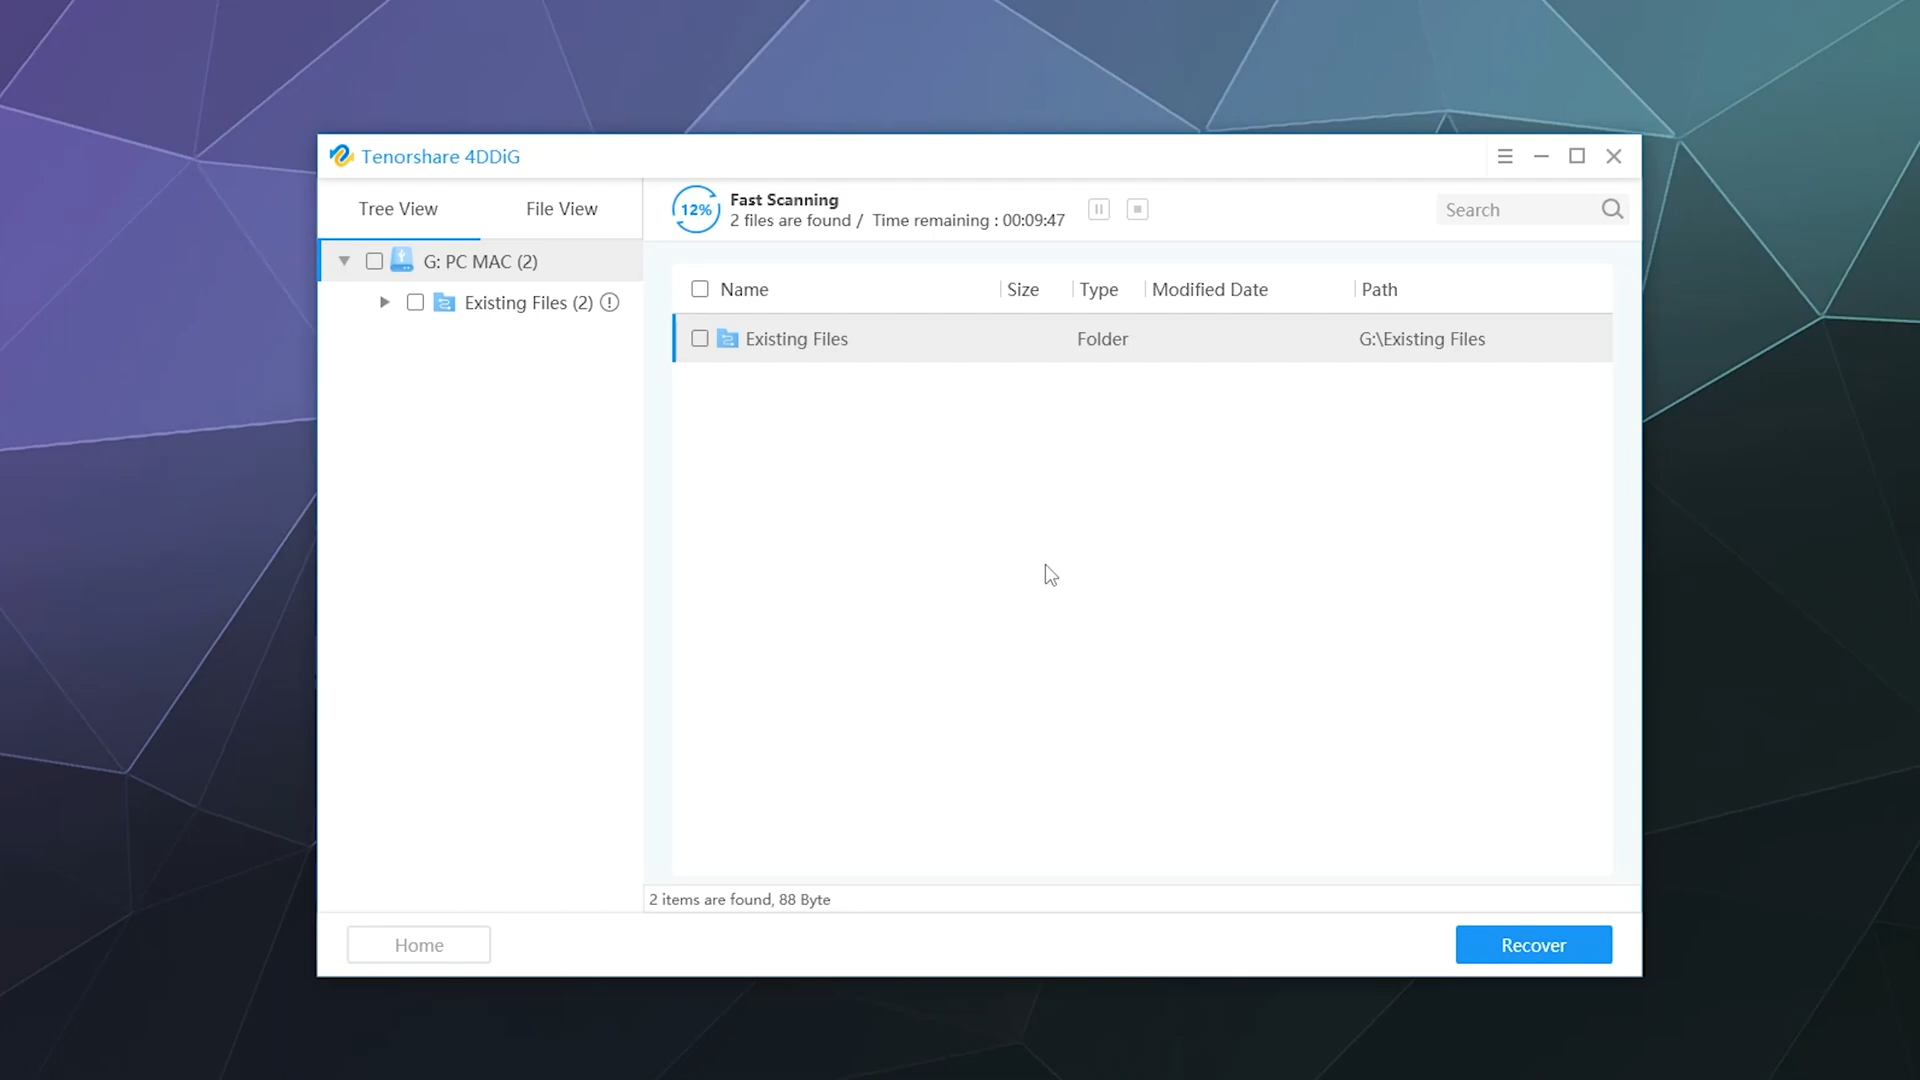 Tenorshare 4DDiG
Tree View
File View
12%
Fast Scanning
2 files are found / Time remaining : 00:09:47
Search
G: PC MAC (2)
Existing Files (2)
Name Size Type Modified Date Path
Existing Files Folder G:\Existing Files
2 items are found, 88 Byte
Home
Recover